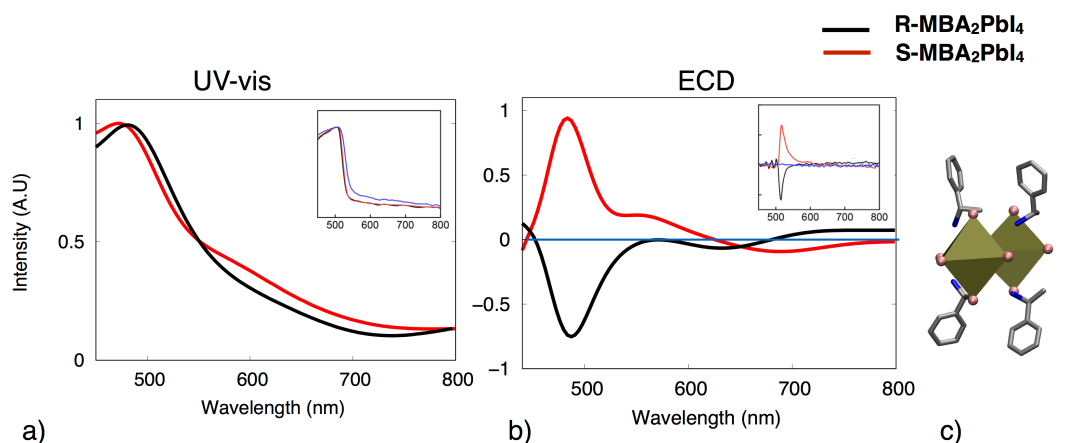 R-MBA₂PbI₄
S-MBA₂PbI₄
UV-vis
1
0.5
0
Intensity (A.U)
500 600 700 800
Wavelength (nm)
500 600 700 800
a)
ECD
1
0.5
0
−0.5
−1
500 600 700 800
Wavelength (nm)
500 600 700 800
b)
c)